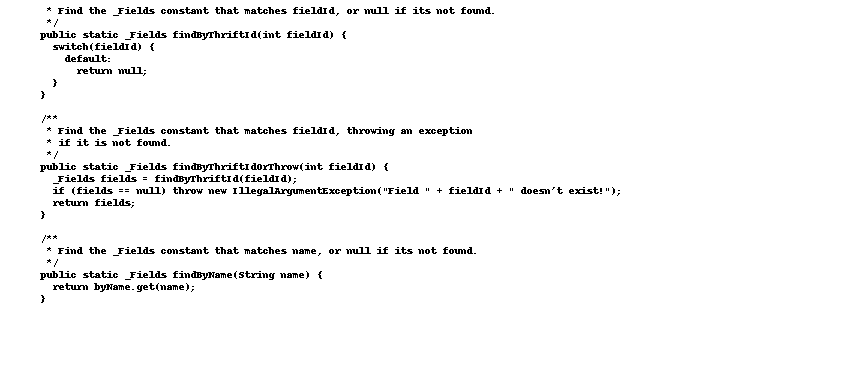 * Find the _Fields constant that matches fieldId, or null if its not found.
*/
public static _Fields findByThriftId(int fieldId) {
switch(fieldId) {
default:
return null;
}
}
/**
* Find the _Fields constant that matches fieldId, throwing an exception
* if it is not found.
*/
public static _Fields findByThriftIdOrThrow(int fieldId) {
_Fields fields = findByThriftId(fieldId);
if (fields == null) throw new IllegalArgumentException("Field " + fieldId + " doesn't exist!");
return fields;
}
/**
* Find the _Fields constant that matches name, or null if its not found.
*/
public static _Fields findByName(String name) {
return byName.get(name);
}